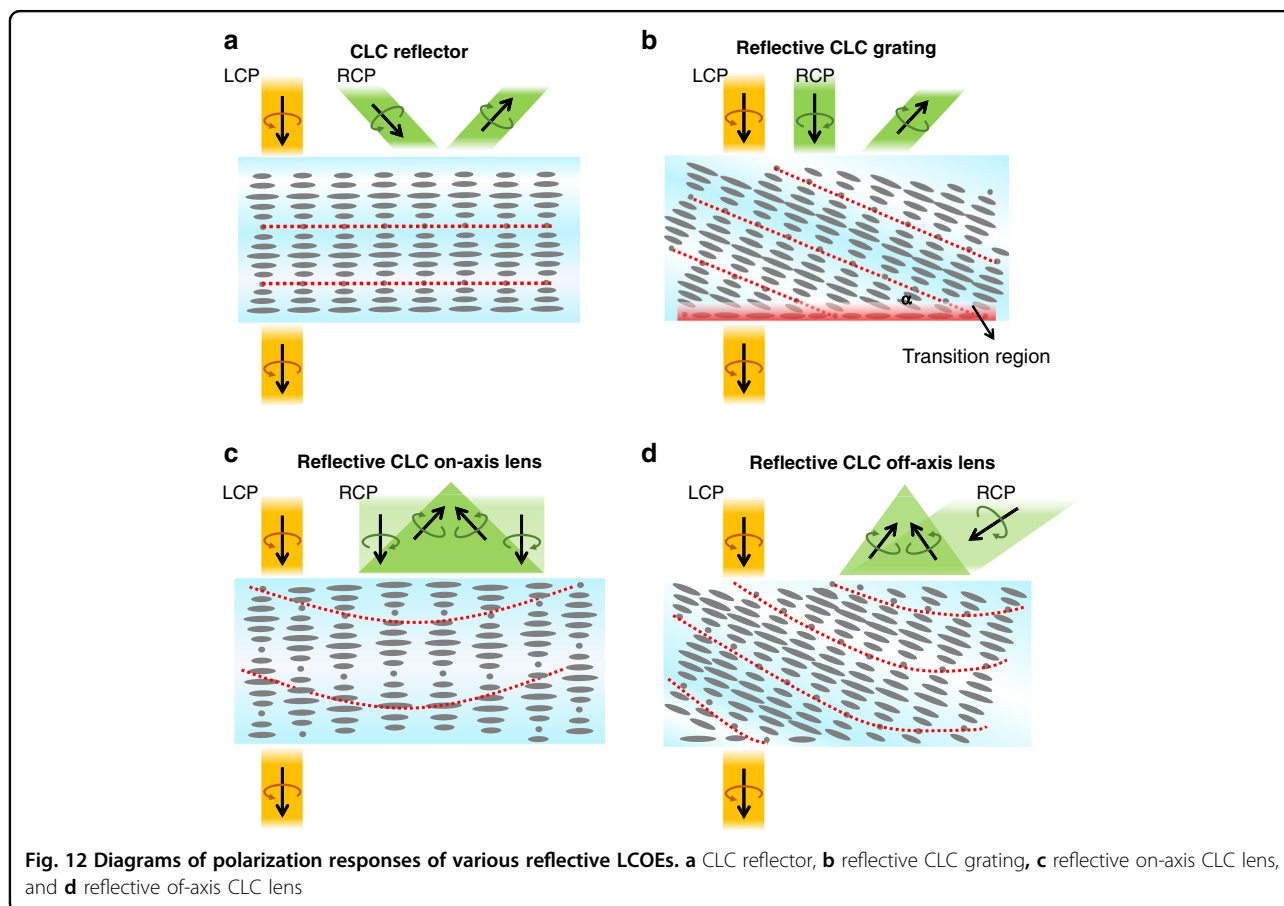 a
CLC reflector
LCP
RCP
b
Reflective CLC grating
LCP
RCP
α
Transition region
c
Reflective CLC on-axis lens
LCP
RCP
d
Reflective CLC off-axis lens
LCP
RCP
Fig. 12 Diagrams of polarization responses of various reflective LCOEs. a CLC reflector, b reflective CLC grating, c reflective on-axis CLC lens,
and d reflective of-axis CLC lens